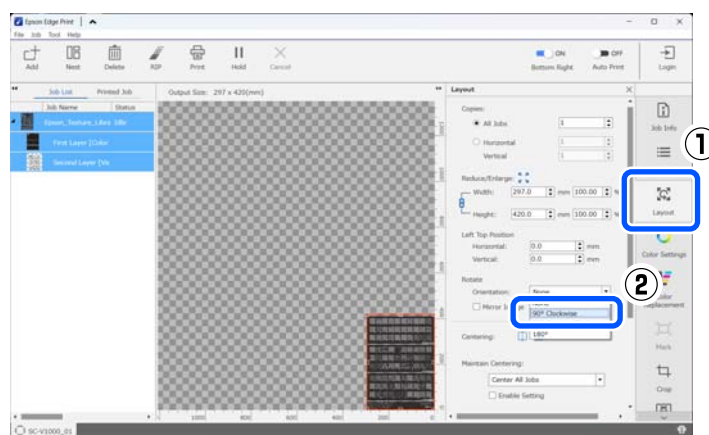 Epson Edge Print
File Job Tool Help
Add Nest Delete RIP Print Hold Cancel
ON OFF
Bottom Right Auto Print Login
Job List Printed Job
Output Size: 297 x 420(mm)
Layout
Job Name Status
Epson_Texture_Libra Idle
First Layer [Color
Second Layer [Va
Copies:
All Jobs 1
Horizontal 1
Vertical 1
Reduce/Enlarge:
Width: 297.0 mm 100.00 %
Height: 420.0 mm 100.00 %
Left Top Position
Horizontal: 0.0 mm
Vertical: 0.0 mm
Rotate
Orientation: None
Mirror
90° Clockwise
180°
Centering:
Maintain Centering:
Center All Jobs
Enable Setting
Job Info
①
Layout
Color Settings
②
Replacement
Mark
Crop
SC-V1000_01